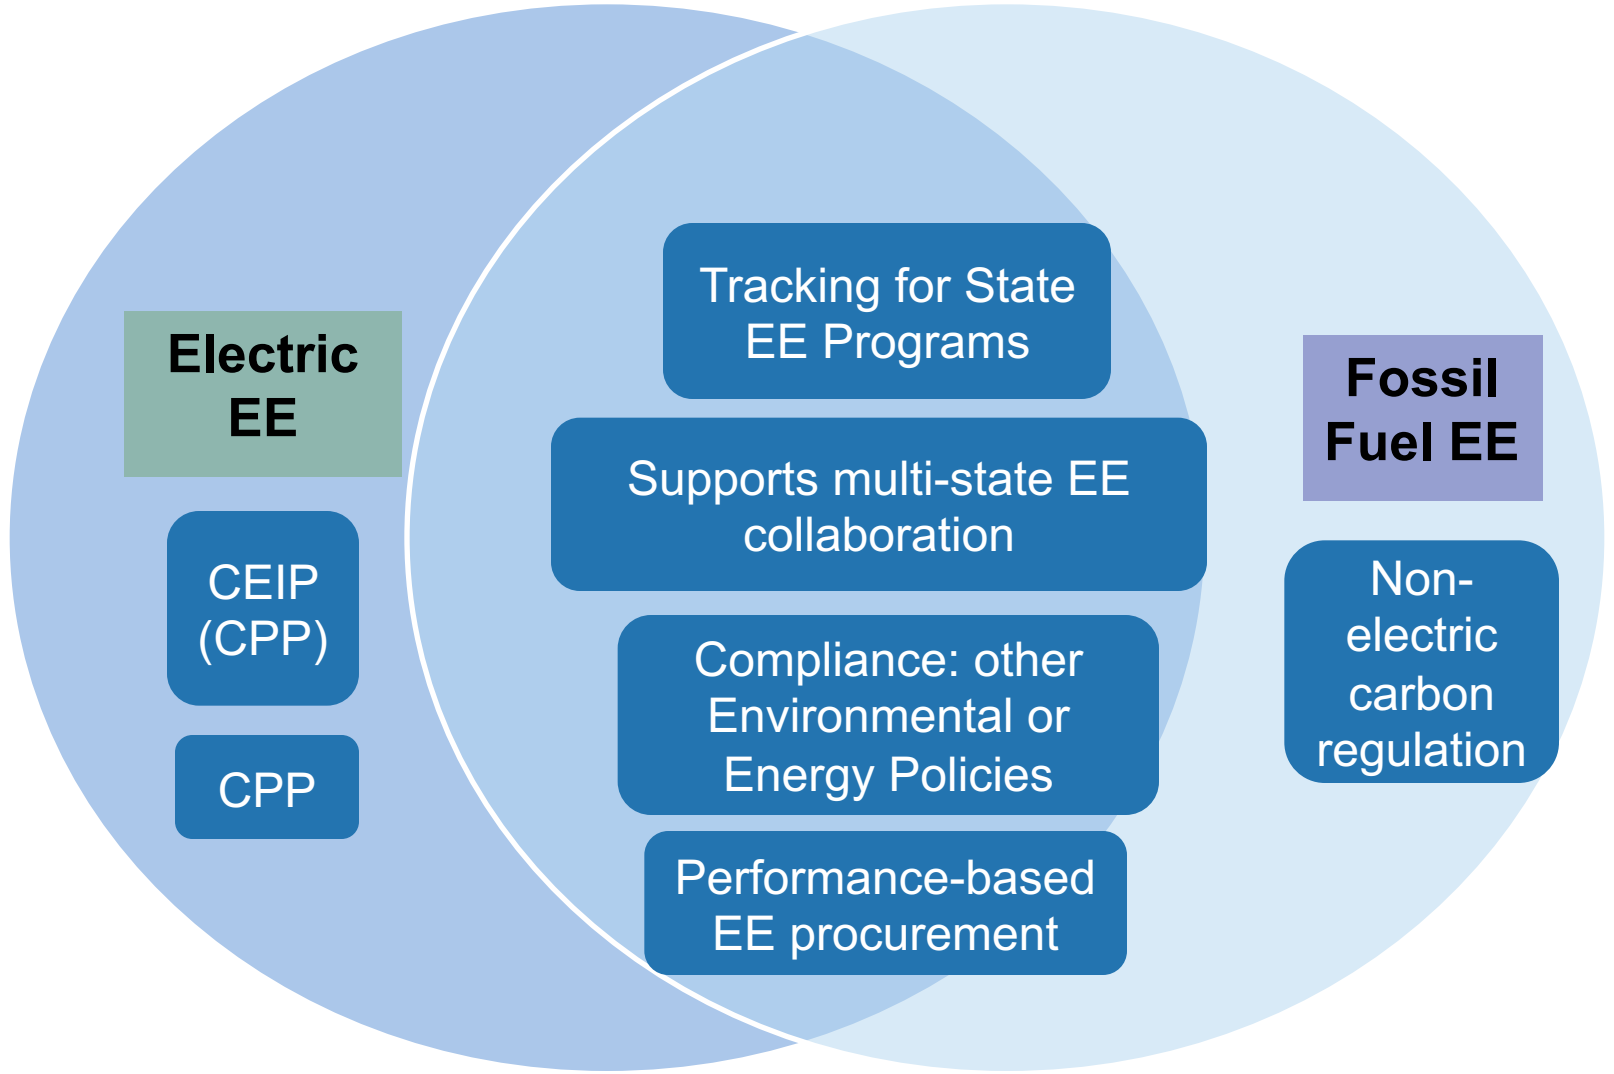 Electric
EE
CEIP
(CPP)
CPP
Tracking for State
EE Programs
Supports multi-state EE
collaboration
Compliance: other
Environmental or
Energy Policies
Performance-based
EE procurement
Fossil
Fuel EE
Non-
electric
carbon
regulation